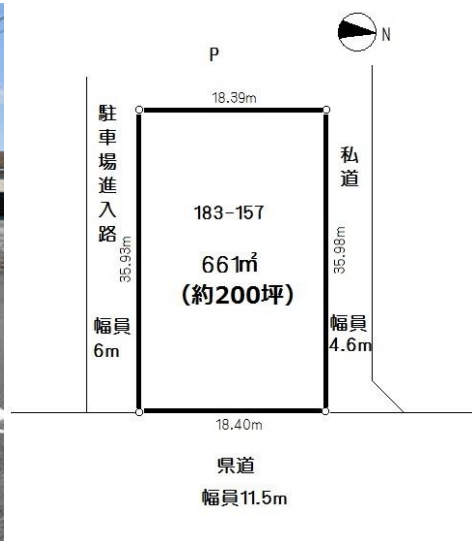 N
P
18.39m
駐車場進入路
私道
183-157
35.93m
35.98m
661㎡
(約200坪)
幅員
6m
幅員
4.6m
18.40m
県道
幅員11.5m